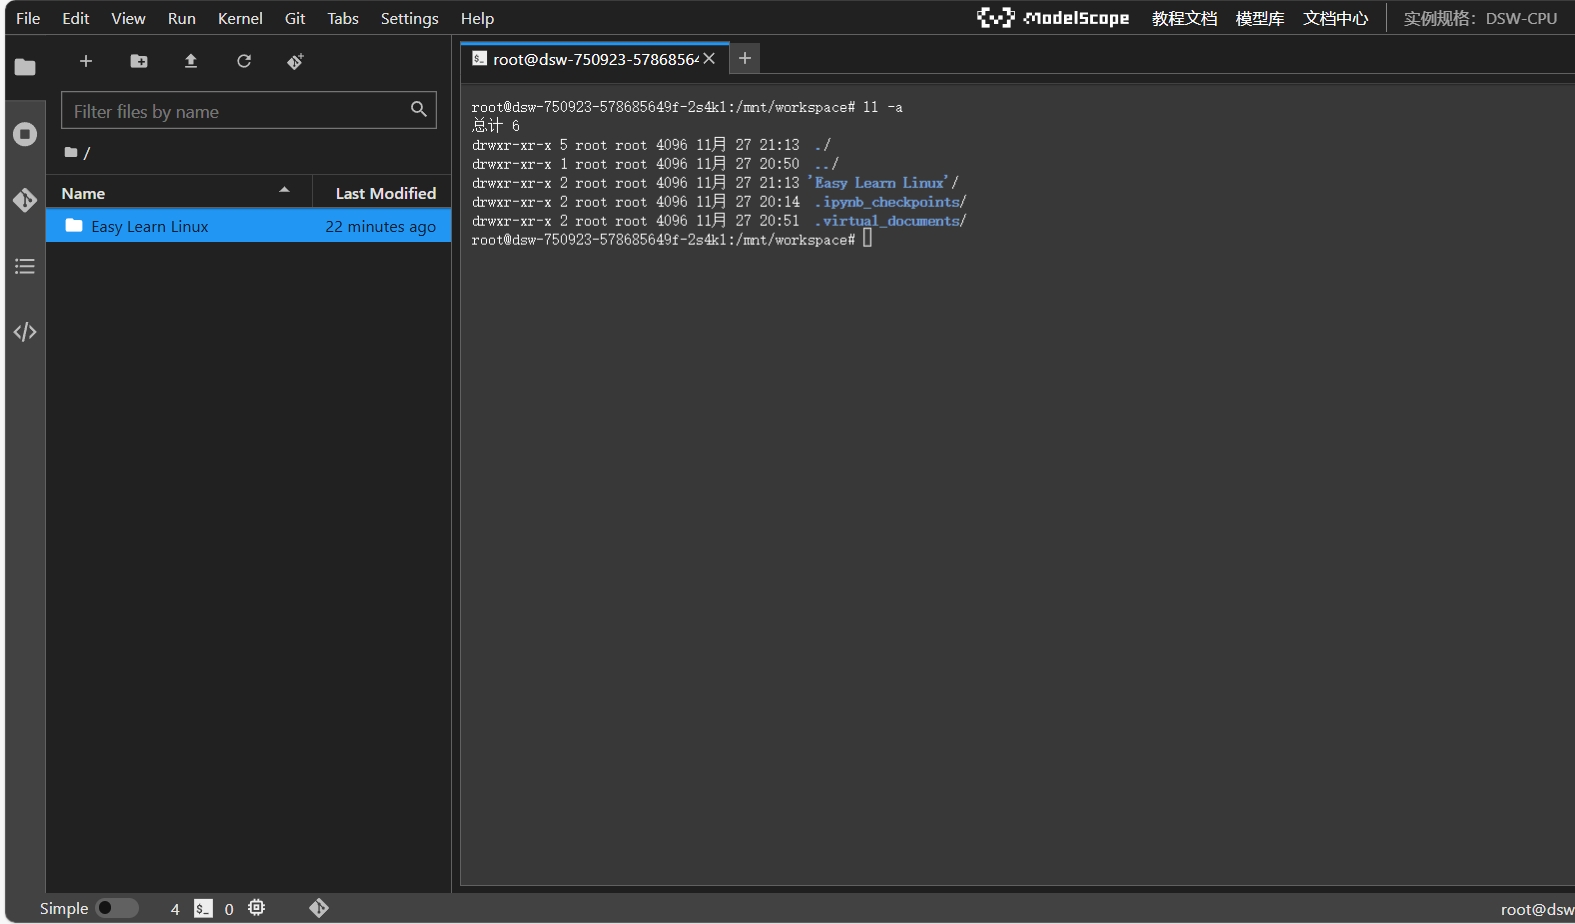 File Edit View Run Kernel Git Tabs Settings Help
ModelScope 教程文档 模型库 文档中心 实例规格：DSW-CPU
root@dsw-750923-5786856
Filter files by name
/
Name Last Modified
Easy Learn Linux 22 minutes ago
root@dsw-750923-578685649f-2s4k1:/mnt/workspace# ll -a
总计 6
drwxr-xr-x 5 root root 4096 11月 27 21:13 ./
drwxr-xr-x 1 root root 4096 11月 27 20:50 ../
drwxr-xr-x 2 root root 4096 11月 27 21:13 'Easy Learn Linux'/
drwxr-xr-x 2 root root 4096 11月 27 20:14 .ipynb_checkpoints/
drwxr-xr-x 2 root root 4096 11月 27 20:51 .virtual_documents/
root@dsw-750923-578685649f-2s4k1:/mnt/workspace#
Simple 4 $_ 0
root@dsw